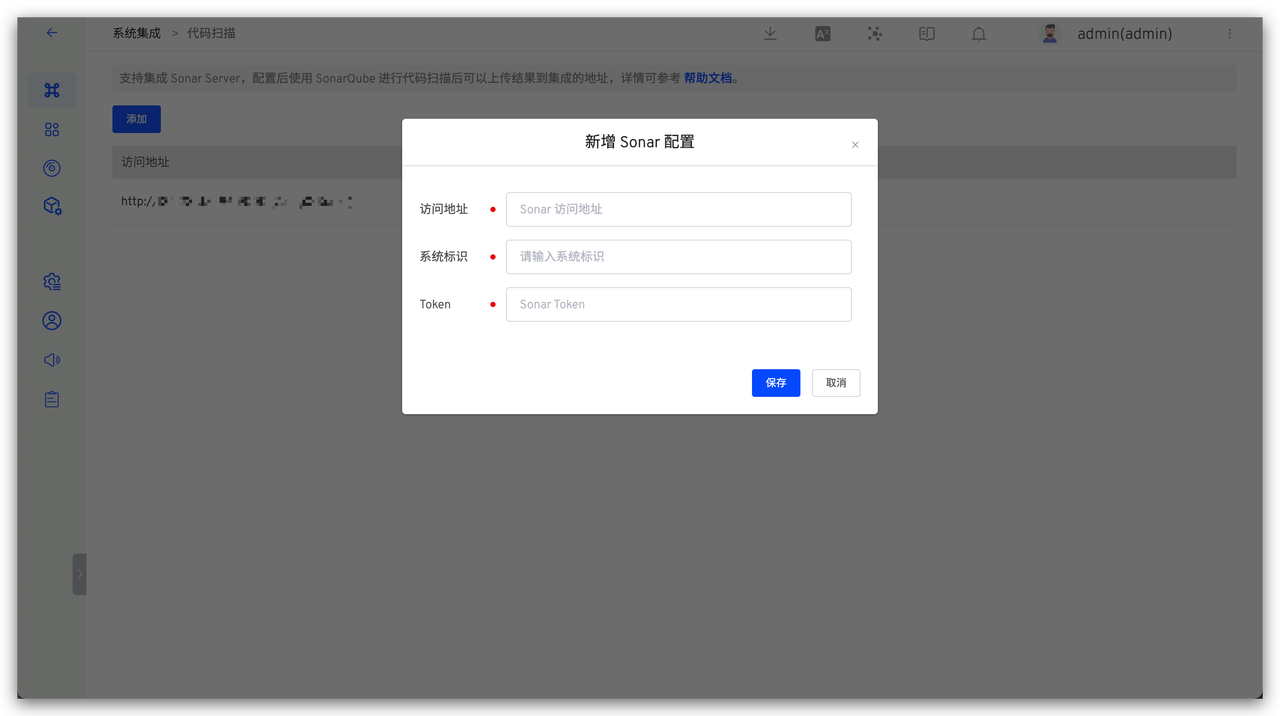 系统集成 > 代码扫描
admin(admin)
支持集成 Sonar Server，配置后使用 SonarQube 进行代码扫描后可以上传结果到集成的地址，详情可参考 帮助文档。
添加
访问地址
http:/
新增 Sonar 配置
×
访问地址 Sonar 访问地址
系统标识 请输入系统标识
Token Sonar Token
保存 取消